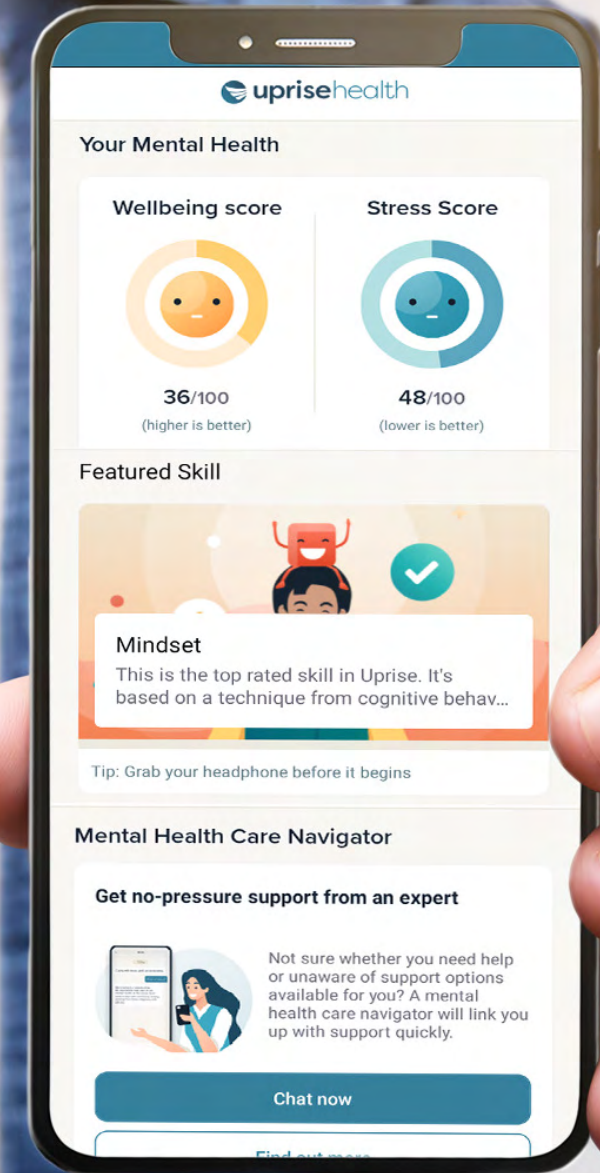 uprisehealth
Your Mental Health
Wellbeing score
Stress Score
36/100
48/100
(higher is better)
(lower is better)
Featured Skill
Mindset
This is the top rated skill in Uprise. It's
based on a technique from cognitive behav...
Tip: Grab your headphone before it begins
Mental Health Care Navigator
Get no-pressure support from an expert
Not sure whether you need help
or unaware of support options
available for you? A mental
health care navigator will link you
up with support quickly.
Chat now
Find out more